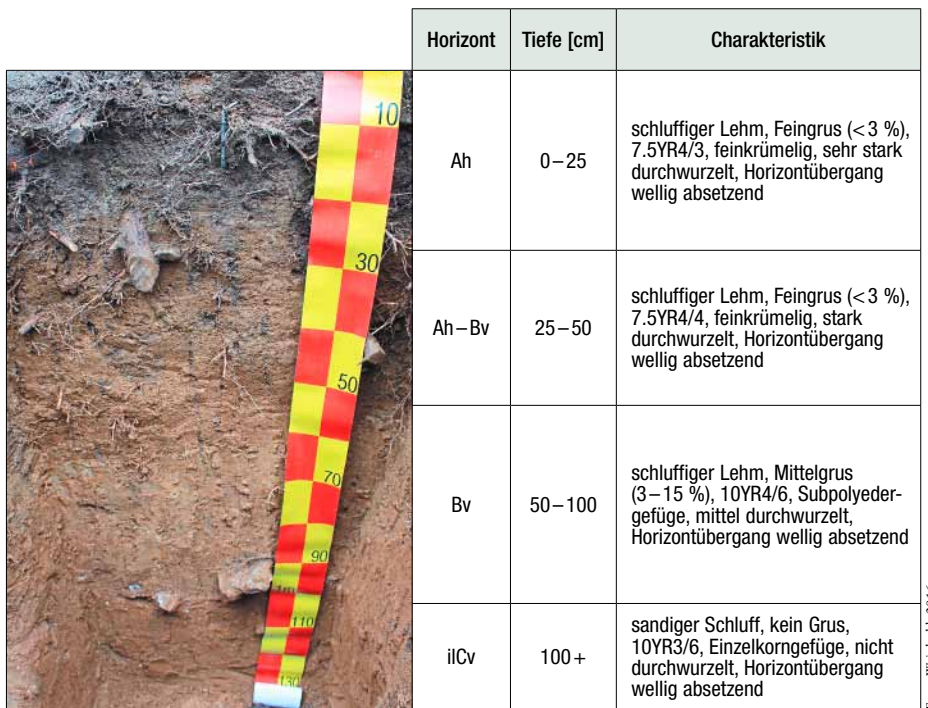 Horizont Tiefe [cm] Charakteristik
Ah
0–25
schluffiger Lehm, Feingrus (<3 %),
7.5YR4/3, feinkrümelig, sehr stark
durchwurzelt, Horizontübergang
wellig absetzend
Ah–Bv
25–50
schluffiger Lehm, Feingrus (<3 %),
7.5YR4/4, feinkrümelig, stark
durchwurzelt, Horizontübergang
wellig absetzend
Bv
50–100
schluffiger Lehm, Mittelgrus
(3–15 %), 10YR4/6, Subpolyeder-
gefüge, mittel durchwurzelt,
Horizontübergang wellig absetzend
ilCv
100+
sandiger Schluff, kein Grus,
10YR3/6, Einzelkorngefüge, nicht
durchwurzelt, Horizontübergang
wellig absetzend
10
30
50
70
90
1m
110
130